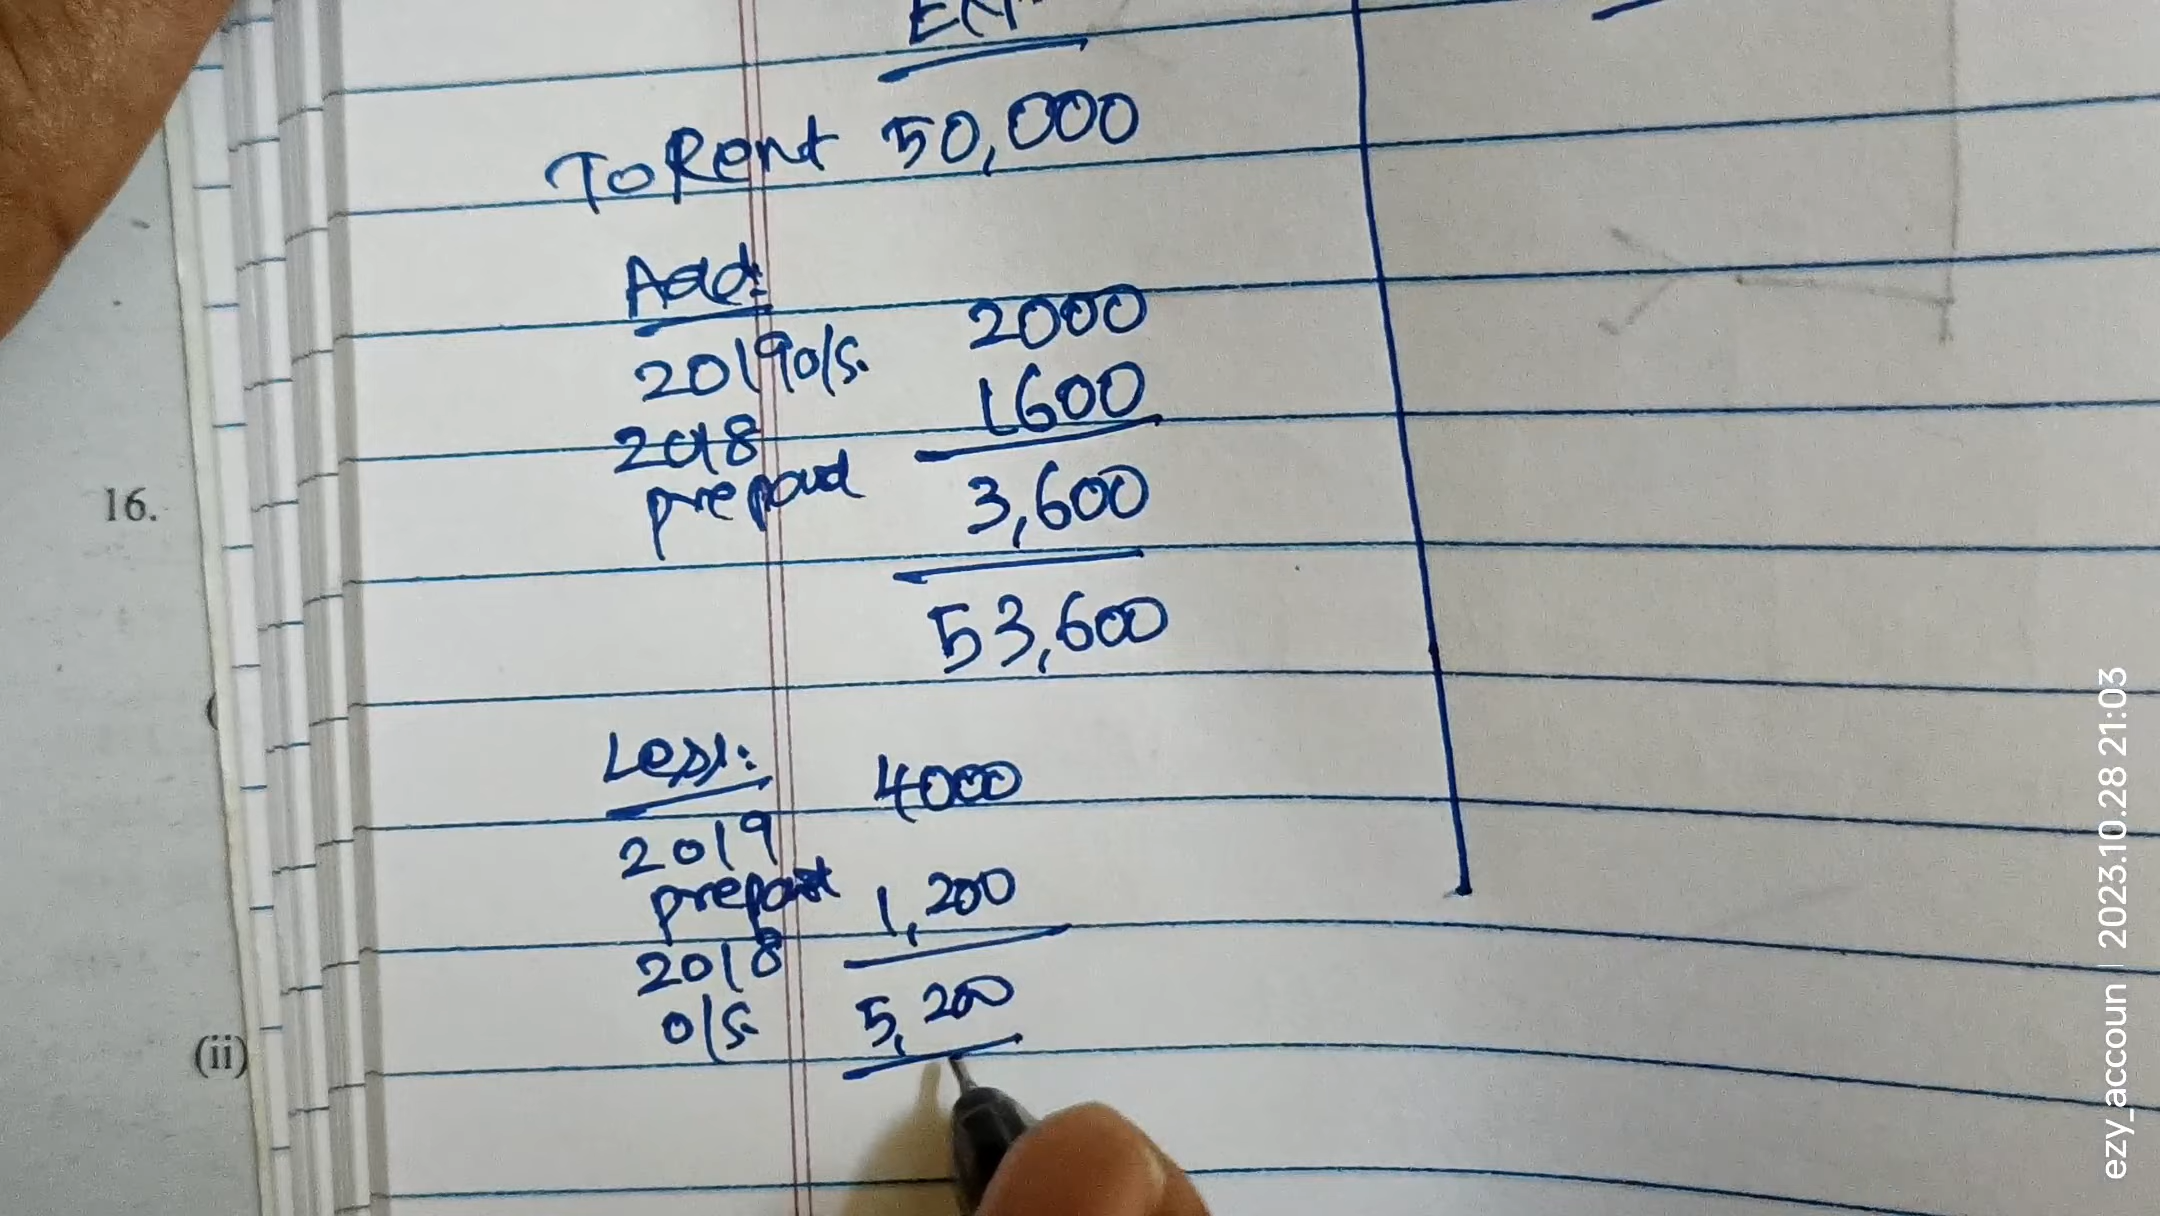 To Rent 50,000
Add:
2019 o/s. 2000
2018 prepaid 1600
3,600
53,600
Less: 4000
2019
prepaid 1,200
2018
o/s. 5,200
16.
(ii)
ezy_accoun | 2023.10.28 21:03